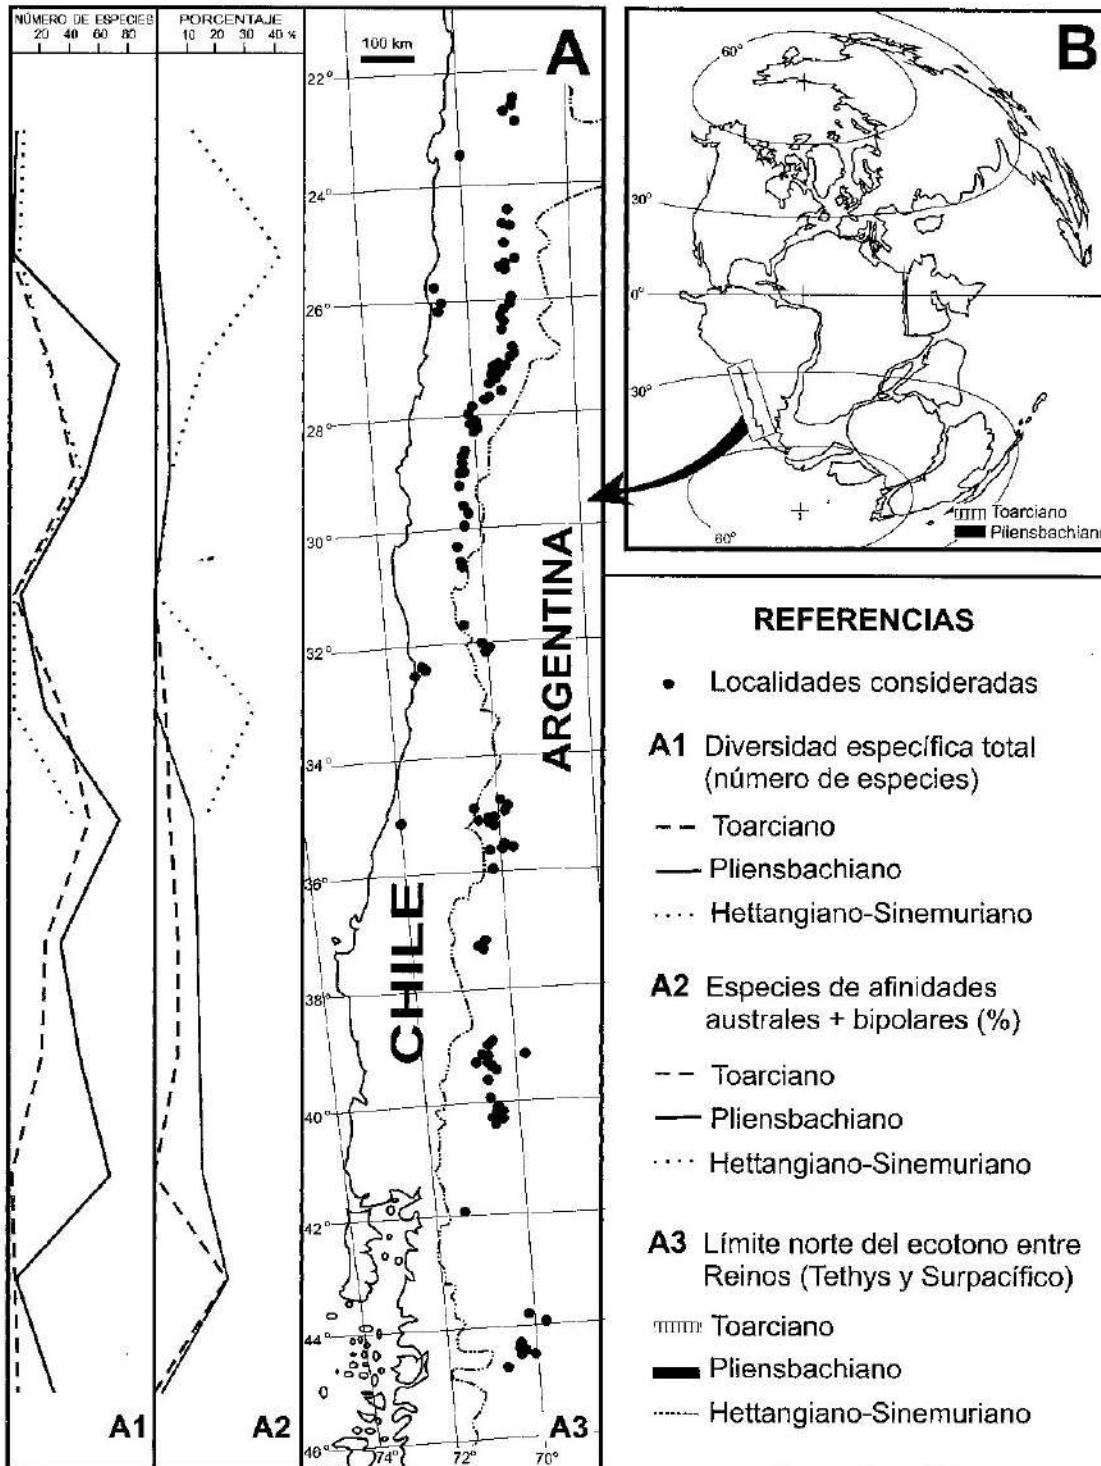 NÚMERO DE ESPECIES
20 40 60 80
PORCENTAJE
10 20 30 40 %
100 km
A
22°
24°
26°
28°
30°
32°
34°
36°
38°
40°
42°
44°
46°
74°
72°
70°
CHILE
ARGENTINA
A1
A2
A3
B
60°
30°
0°
30°
60°
Toarciano
Pliensbachiano
REFERENCIAS
Localidades consideradas
A1 Diversidad específica total
(número de especies)
Toarciano
Pliensbachiano
Hettangiano-Sinemuriano
A2 Especies de afinidades
australes + bipolares (%)
Toarciano
Pliensbachiano
Hettangiano-Sinemuriano
A3 Límite norte del ecotono entre
Reinos (Tethys y Surpacífico)
Toarciano
Pliensbachiano
Hettangiano-Sinemuriano